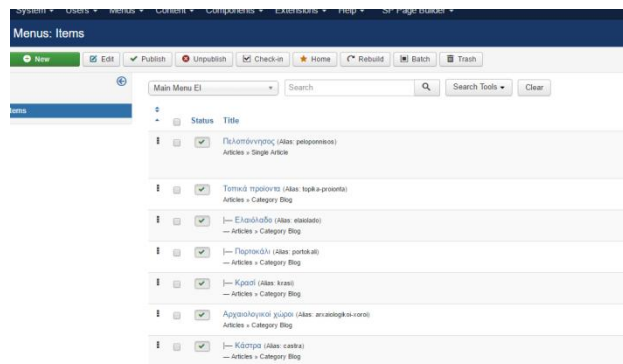 System Users Menus Content Components Extensions Help SP Page Builder
Menus: Items
New Edit Publish Unpublish Check-in Home Rebuild Batch Trash
Main Menu El Search Search Tools Clear
Items
Status Title
Πελοπόννησος (Alias: peloponnisos)
Articles » Single Article
Τοπικά προϊοντα (Alias: topika-proionta)
Articles » Category Blog
|— Ελαιόλαδο (Alias: elaiolado)
— Articles » Category Blog
|— Πορτοκάλι (Alias: portokali)
— Articles » Category Blog
|— Κρασί (Alias: krasi)
— Articles » Category Blog
Αρχαιολογικοί χώροι (Alias: arxaiologikoi-xoroi)
Articles » Category Blog
|— Κάστρα (Alias: castra)
— Articles » Category Blog